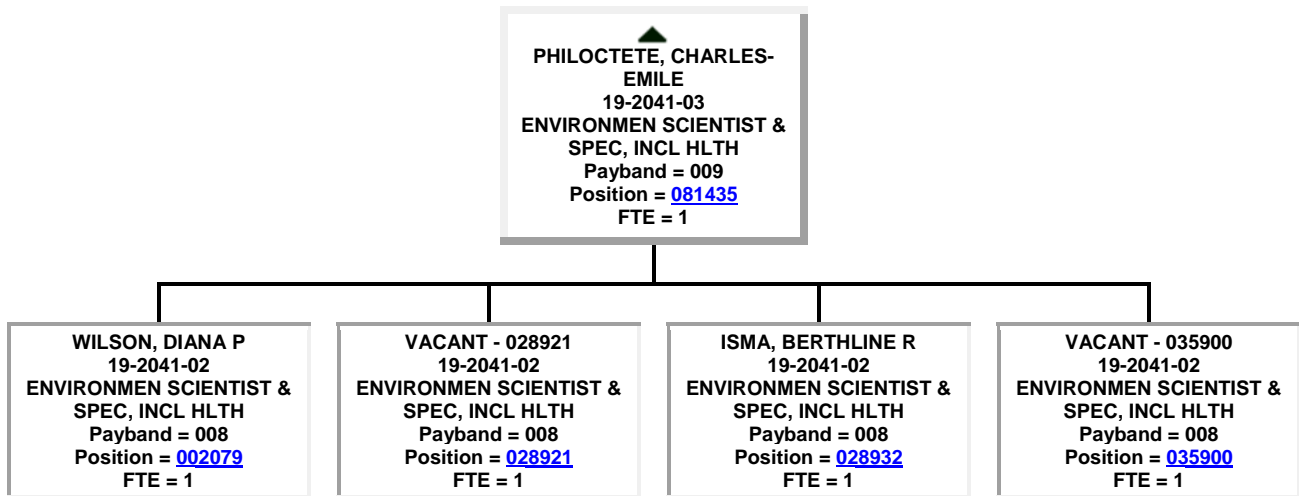 PHILOCTETE, CHARLES-
EMILE
19-2041-03
ENVIRONMEN SCIENTIST &
SPEC, INCL HLTH
Payband = 009
Position = 081435
FTE = 1
WILSON, DIANA P
19-2041-02
ENVIRONMEN SCIENTIST &
SPEC, INCL HLTH
Payband = 008
Position = 002079
FTE = 1
VACANT - 028921
19-2041-02
ENVIRONMEN SCIENTIST &
SPEC, INCL HLTH
Payband = 008
Position = 028921
FTE = 1
ISMA, BERTHLINE R
19-2041-02
ENVIRONMEN SCIENTIST &
SPEC, INCL HLTH
Payband = 008
Position = 028932
FTE = 1
VACANT - 035900
19-2041-02
ENVIRONMEN SCIENTIST &
SPEC, INCL HLTH
Payband = 008
Position = 035900
FTE = 1